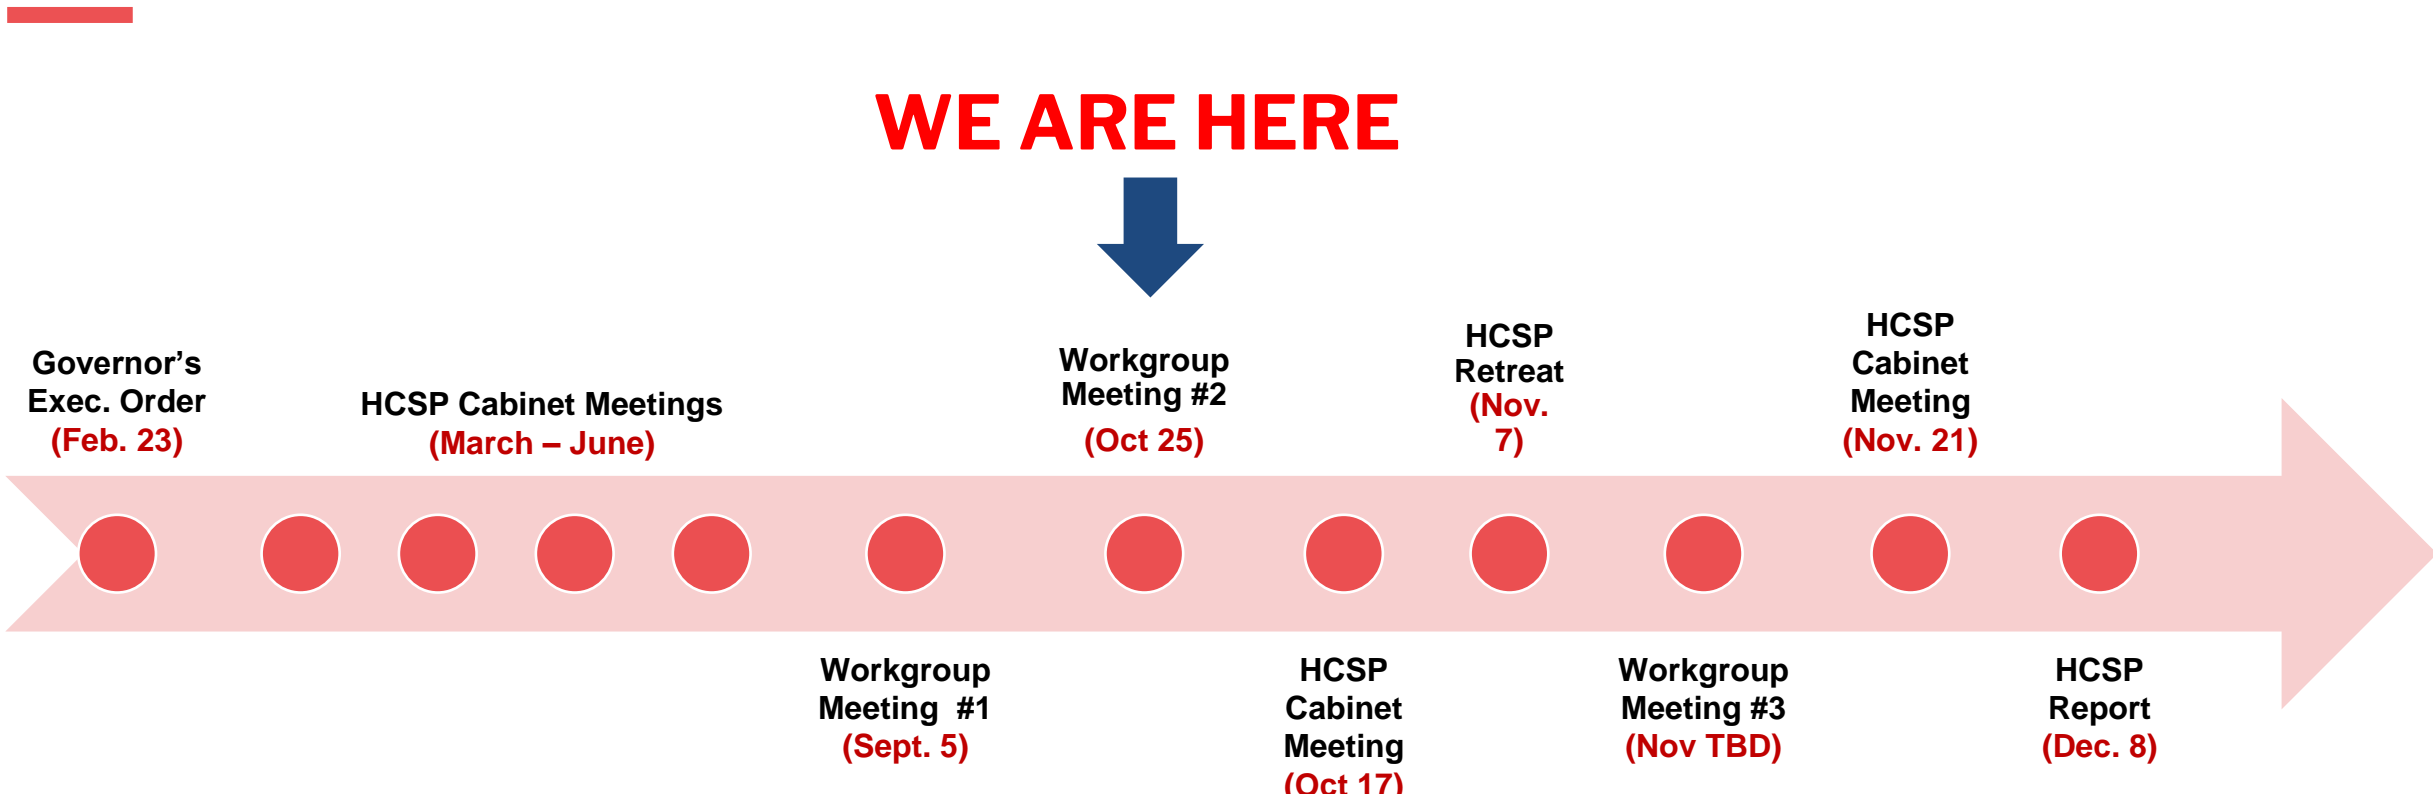 WE ARE HERE
Governor’s
Exec. Order
(Feb. 23)
HCSP Cabinet Meetings
(March – June)
Workgroup
Meeting #2
(Oct 25)
HCSP
Retreat
(Nov.
7)
HCSP
Cabinet
Meeting
(Nov. 21)
Workgroup
Meeting  #1
(Sept. 5)
HCSP
Cabinet
Meeting
(Oct 17)
Workgroup
Meeting #3
(Nov TBD)
HCSP
Report
(Dec. 8)